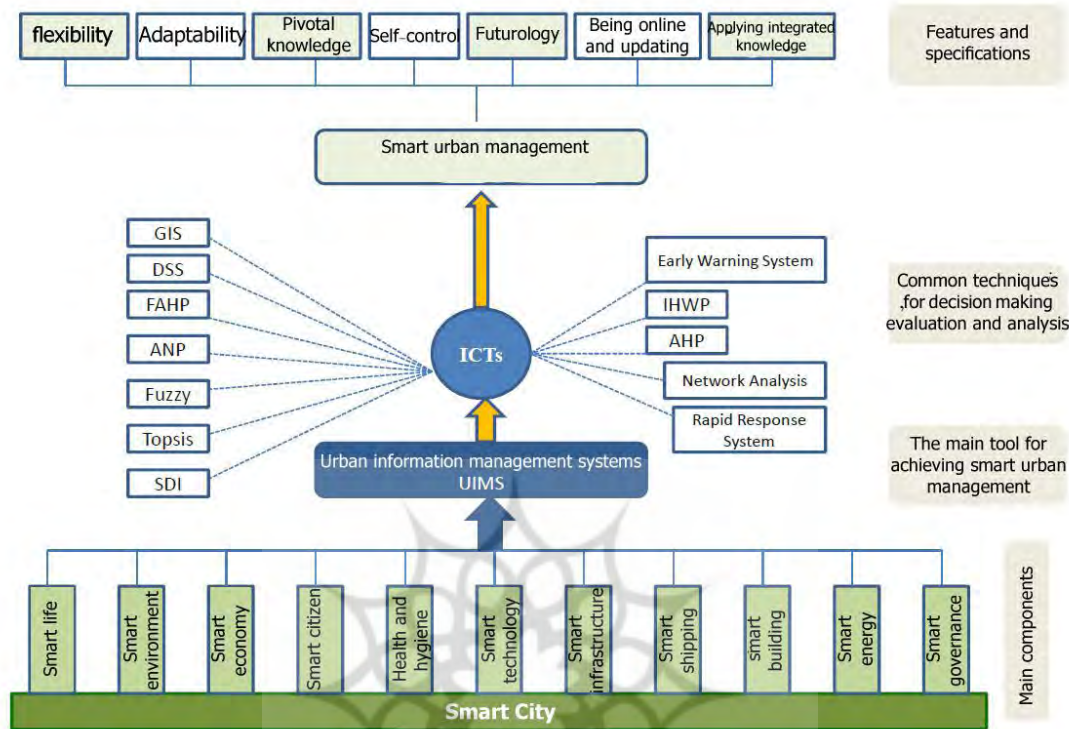 flexibility
Adaptability
Pivotal
knowledge
Self-control
Futurology
Being online
and updating
Applying integrated
knowledge
Features and
specifications
Smart urban management
GIS
DSS
FAHP
ANP
Fuzzy
Topsis
SDI
ICTs
Early Warning System
IHWP
AHP
Network Analysis
Rapid Response
System
Common techniques
,for decision making
evaluation and analysis
Urban information management systems
UIMS
The main tool for
achieving smart urban
management
Smart life
Smart
environment
Smart
economy
Smart citizen
Health and
hygiene
Smart
technology
Smart
infrastructure
Smart
shipping
smart
building
Smart
energy
Smart
governance
Main components
Smart City